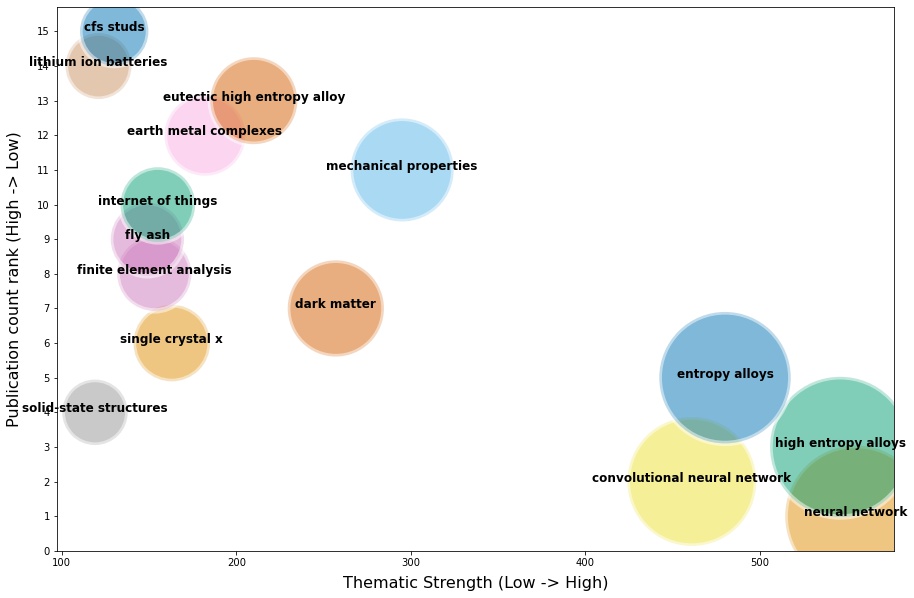 15
cfs studs
14
lithium ion batteries
13
eutectic high entropy alloy
12
earth metal complexes
11
mechanical properties
10
internet of things
9
fly ash
8
finite element analysis
7
dark matter
6
single crystal x
5
entropy alloys
4
solid-state structures
3
high entropy alloys
2
convolutional neural network
1
neural network
0
100
200
300
400
500
Thematic Strength (Low -> High)
Publication count rank (High -> Low)